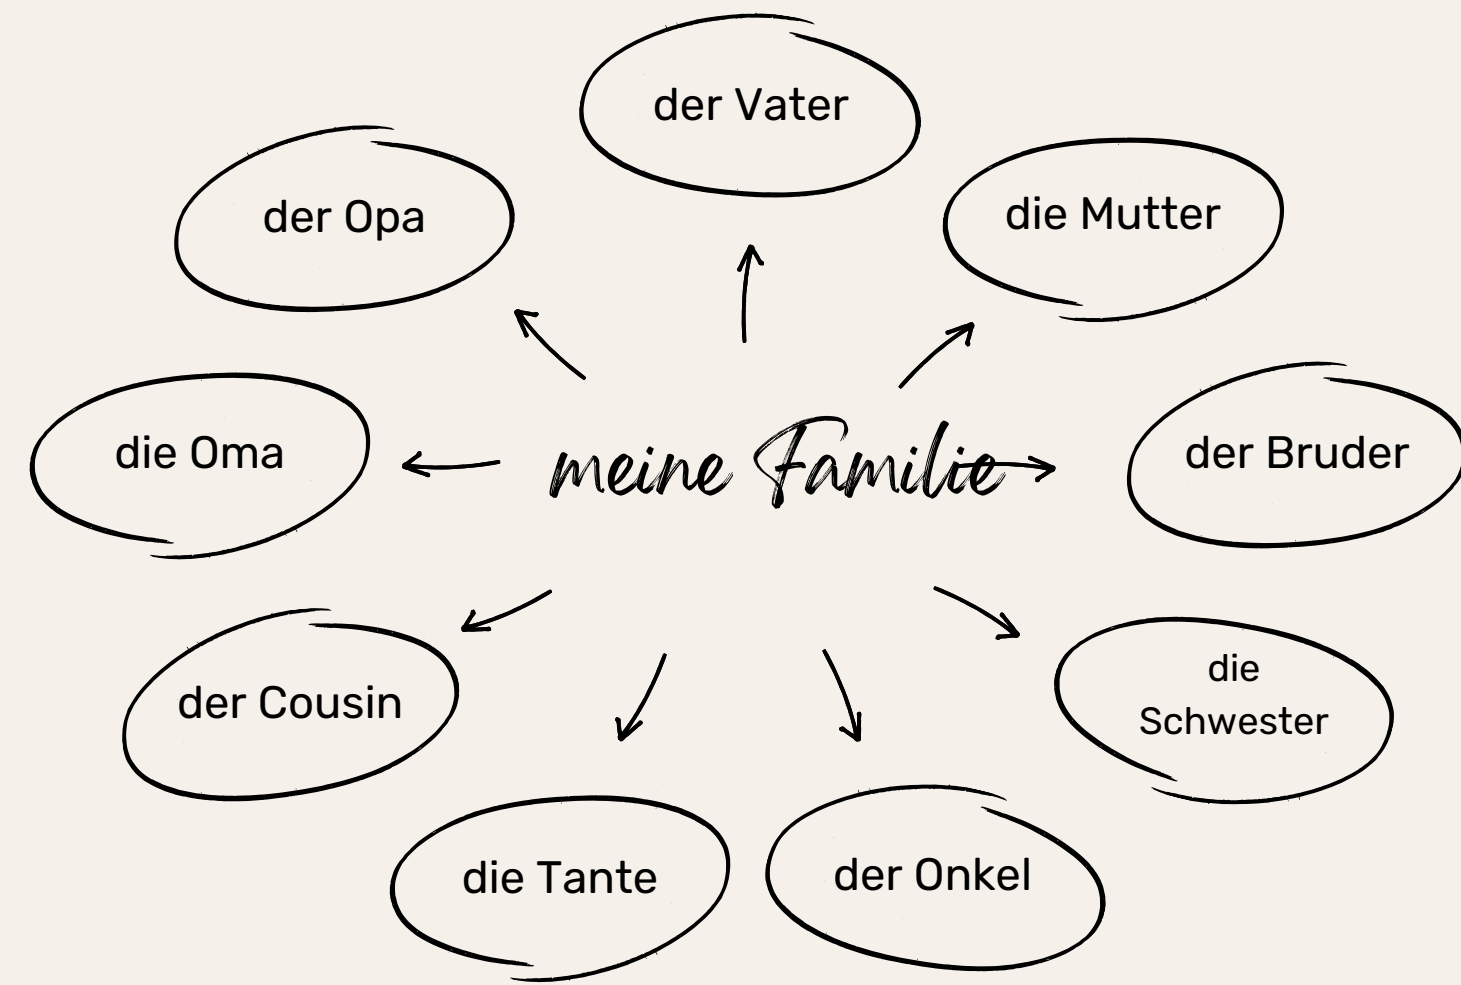 der Vater
der Opa
die Mutter
die Oma
meine Familie
der Bruder
die
Schwester
der Cousin
die Tante
der Onkel